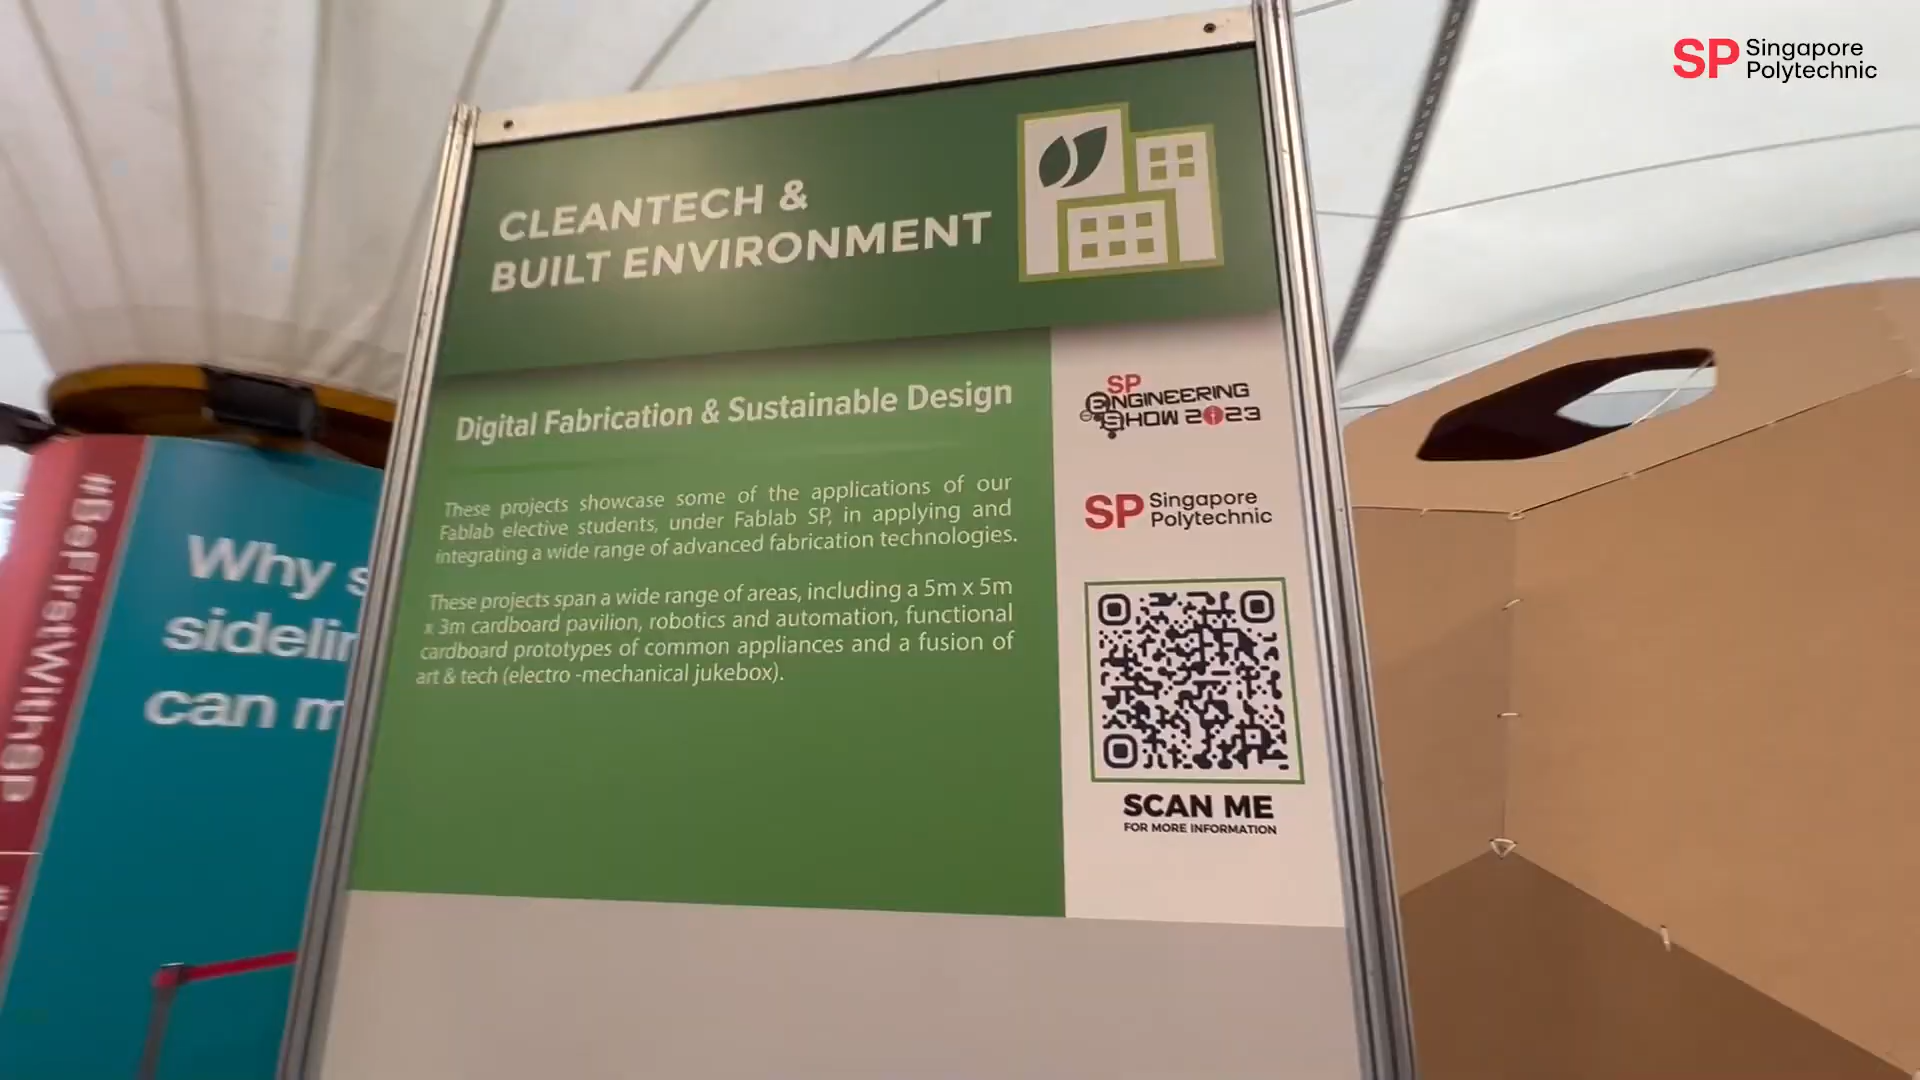 SP Singapore
Polytechnic
CLEANTECH &
BUILT ENVIRONMENT
Digital Fabrication & Sustainable Design
These projects showcase some of the applications of our
Fablab elective students, under Fablab SP, in applying and
integrating a wide range of advanced fabrication technologies.
These projects span a wide range of areas, including a 5m x 5m
x 3m cardboard pavilion, robotics and automation, functional
cardboard prototypes of common appliances and a fusion of
art & tech (electro -mechanical jukebox).
SP
ENGINEERING
SHOW 2023
SP Singapore
Polytechnic
SCAN ME
FOR MORE INFORMATION
#BeFirstWithSP
Why
can